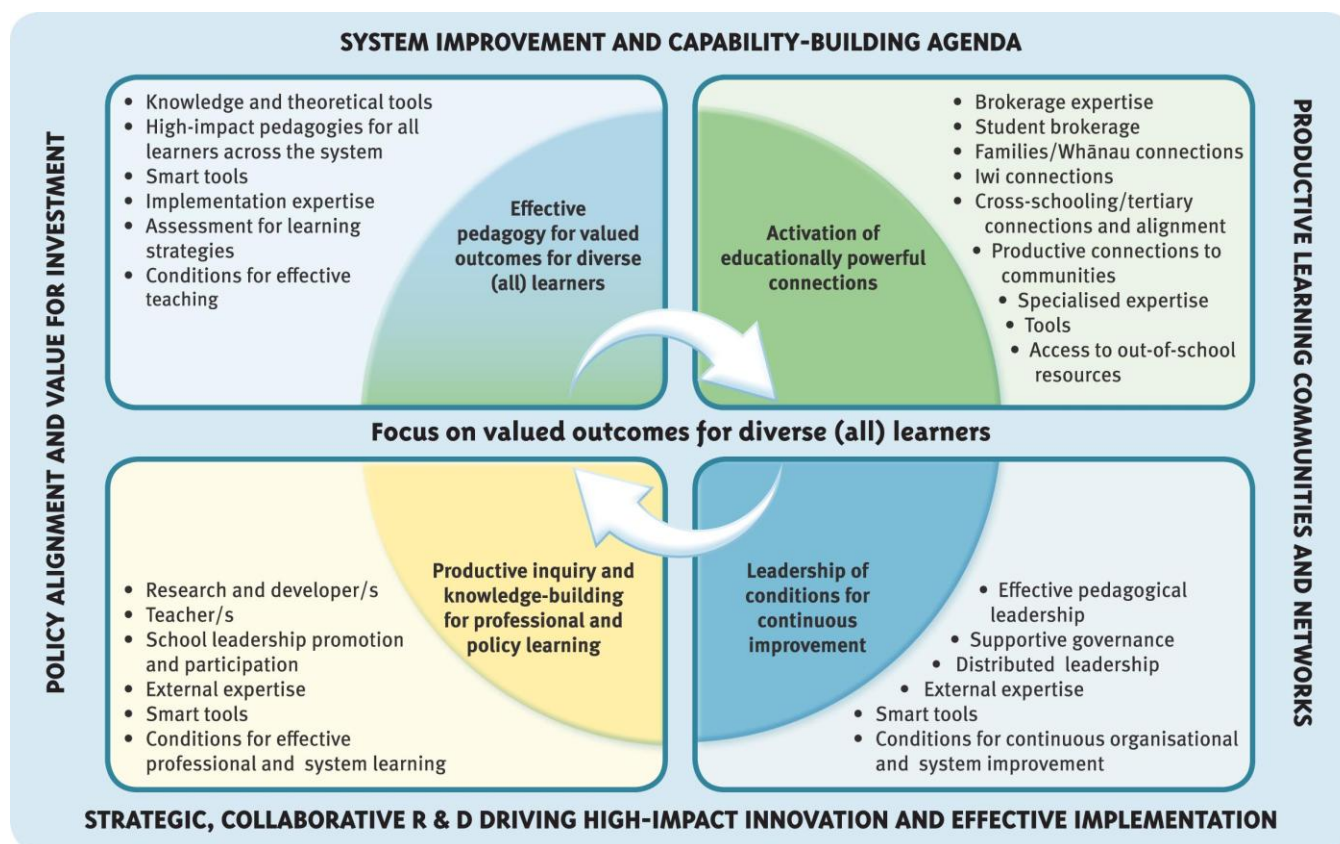 SYSTEM IMPROVEMENT AND CAPABILITY-BUILDING AGENDA
POLICY ALIGNMENT AND VALUE FOR INVESTMENT
• Knowledge and theoretical tools
• High-impact pedagogies for all
learners across the system
• Smart tools
• Implementation expertise
• Assessment for learning
strategies
• Conditions for effective
teaching
Effective
pedagogy for valued
outcomes for diverse
(all) learners
Activation of
educationally powerful
connections
• Brokerage expertise
• Student brokerage
• Families/Whānau connections
• Iwi connections
• Cross-schooling/tertiary
connections and alignment
• Productive connections to
communities
• Specialised expertise
• Tools
• Access to out-of-school
resources
PRODUCTIVE LEARNING COMMUNITIES AND NETWORKS
Focus on valued outcomes for diverse (all) learners
• Research and developer/s
• Teacher/s
• School leadership promotion
and participation
• External expertise
• Smart tools
• Conditions for effective
professional and system learning
Productive inquiry and
knowledge-building
for professional and
policy learning
Leadership of
conditions for
continuous
improvement
• Effective pedagogical
leadership
• Supportive governance
• Distributed leadership
• External expertise
• Smart tools
• Conditions for continuous organisational
and system improvement
STRATEGIC, COLLABORATIVE R & D DRIVING HIGH-IMPACT INNOVATION AND EFFECTIVE IMPLEMENTATION